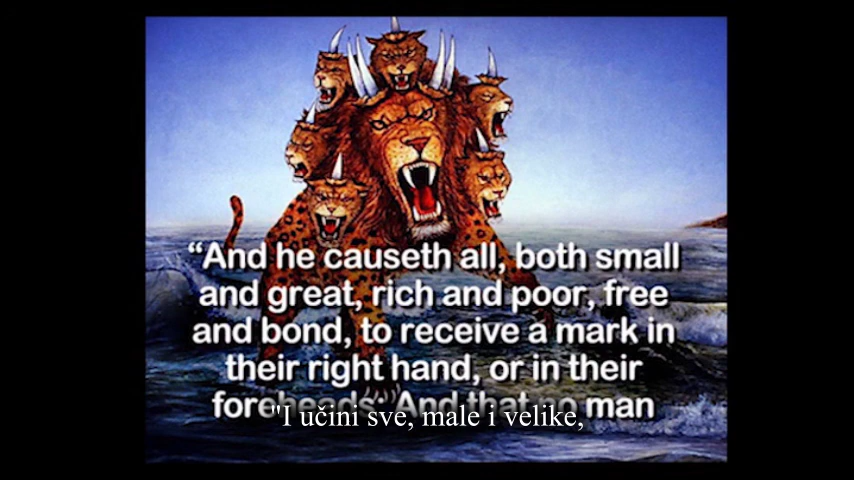 “And he causeth all, both small
and great, rich and poor, free
and bond, to receive a mark in
their right hand, or in their
foreheads: And that no man
"I učini sve, male i velike,